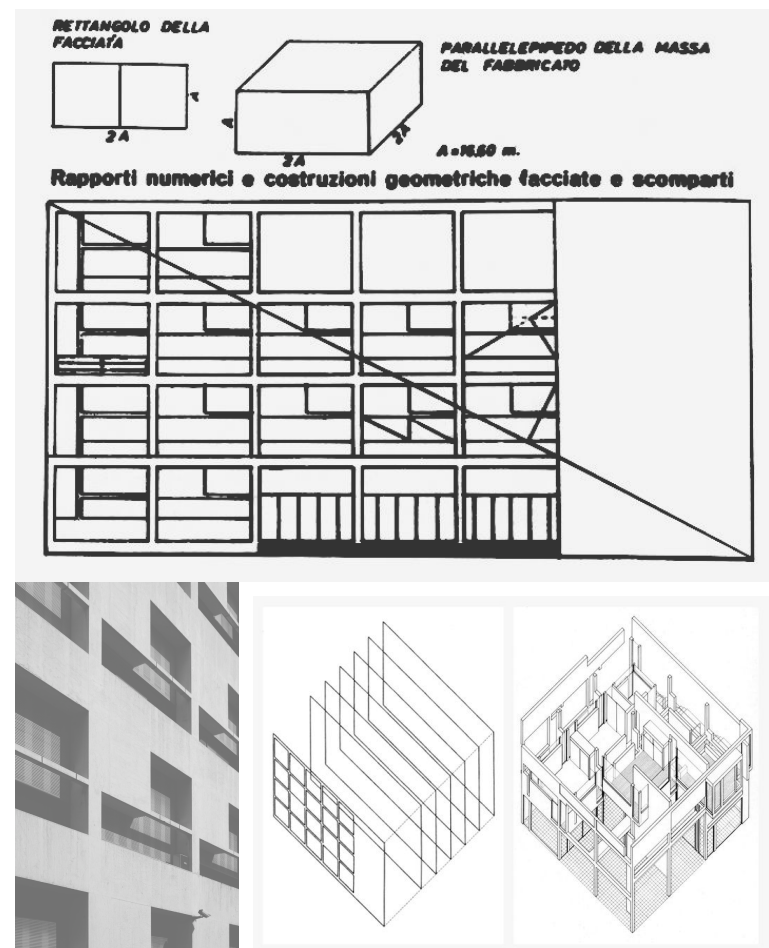 RETTANGOLO DELLA
FACCIATA
PARALLELEPIPEDO DELLA MASSA
DEL FABBRICATO
A
2A
A
2A
2A
A=16,60 m.
Rapporti numerici e costruzioni geometriche facciate e scomparti